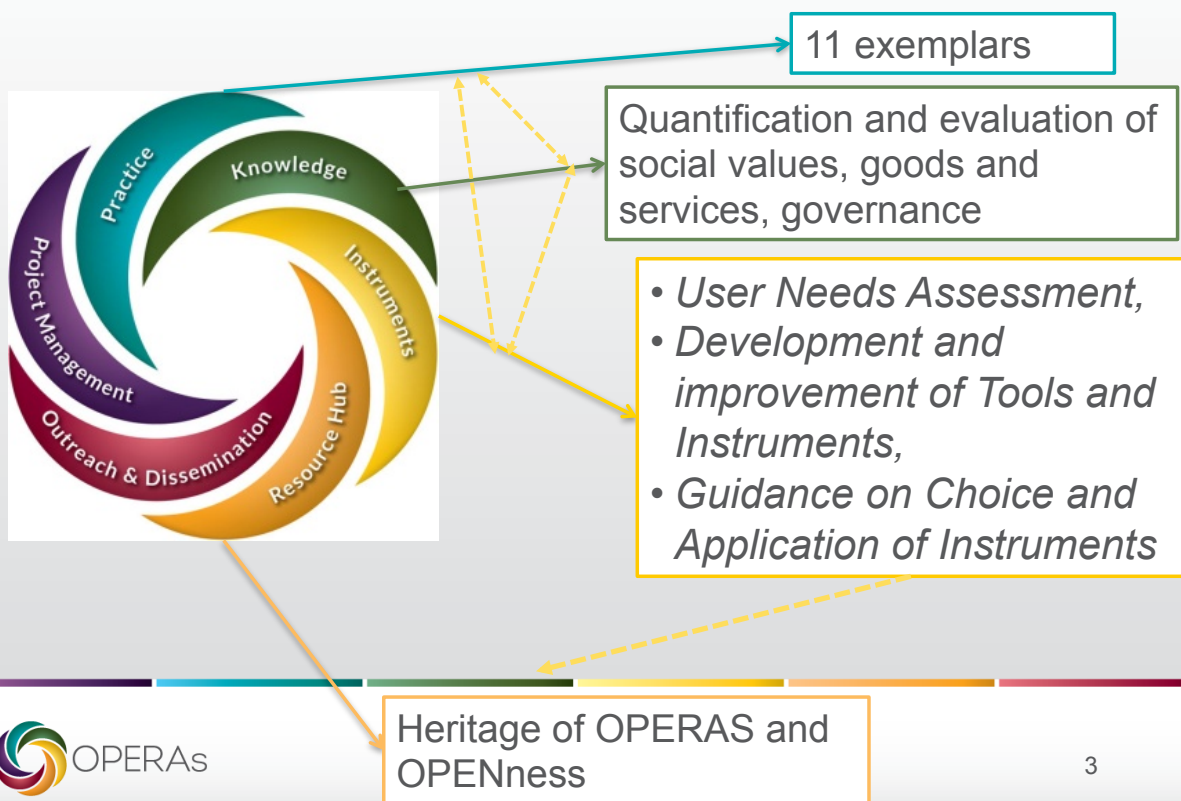 11 exemplars
Quantification and evaluation of
social values, goods and
services, governance
Practice
Knowledge
Instruments
Project Management
Outreach & Dissemination
Resource Hub
• User Needs Assessment,
• Development and
improvement of Tools and
Instruments,
• Guidance on Choice and
Application of Instruments
Heritage of OPERAS and
OPENness
OPERAs
3